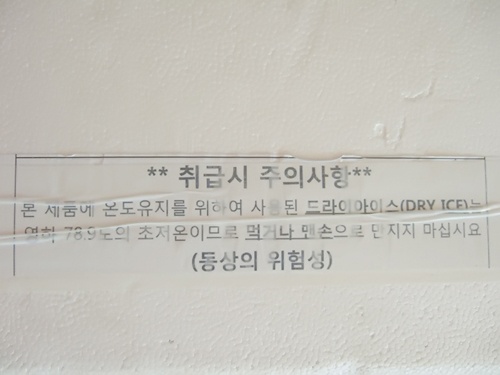 ** 취급시 주의사항**
본 제품에 온도유지를 위하여 사용된 드라이아이스(DRY ICE)는
영하 78.9도의 초저온이므로 먹거나 맨손으로 만지지 마십시요
(동상의 위험성)